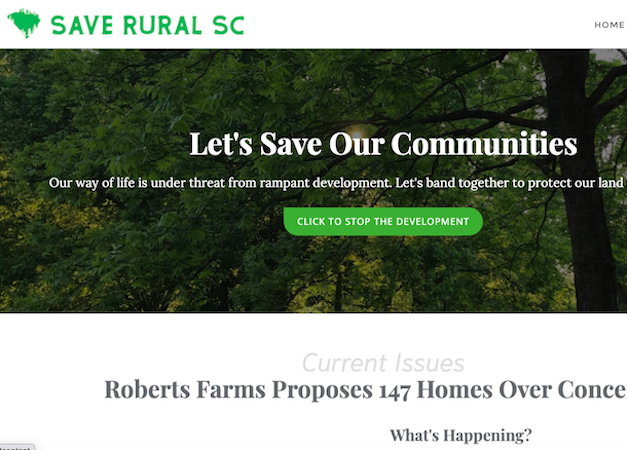 SAVE RURAL SC
HOME
Let's Save Our Communities
Our way of life is under threat from rampant development. Let's band together to protect our land
CLICK TO STOP THE DEVELOPMENT
Current Issues
Roberts Farms Proposes 147 Homes Over Conce
What's Happening?